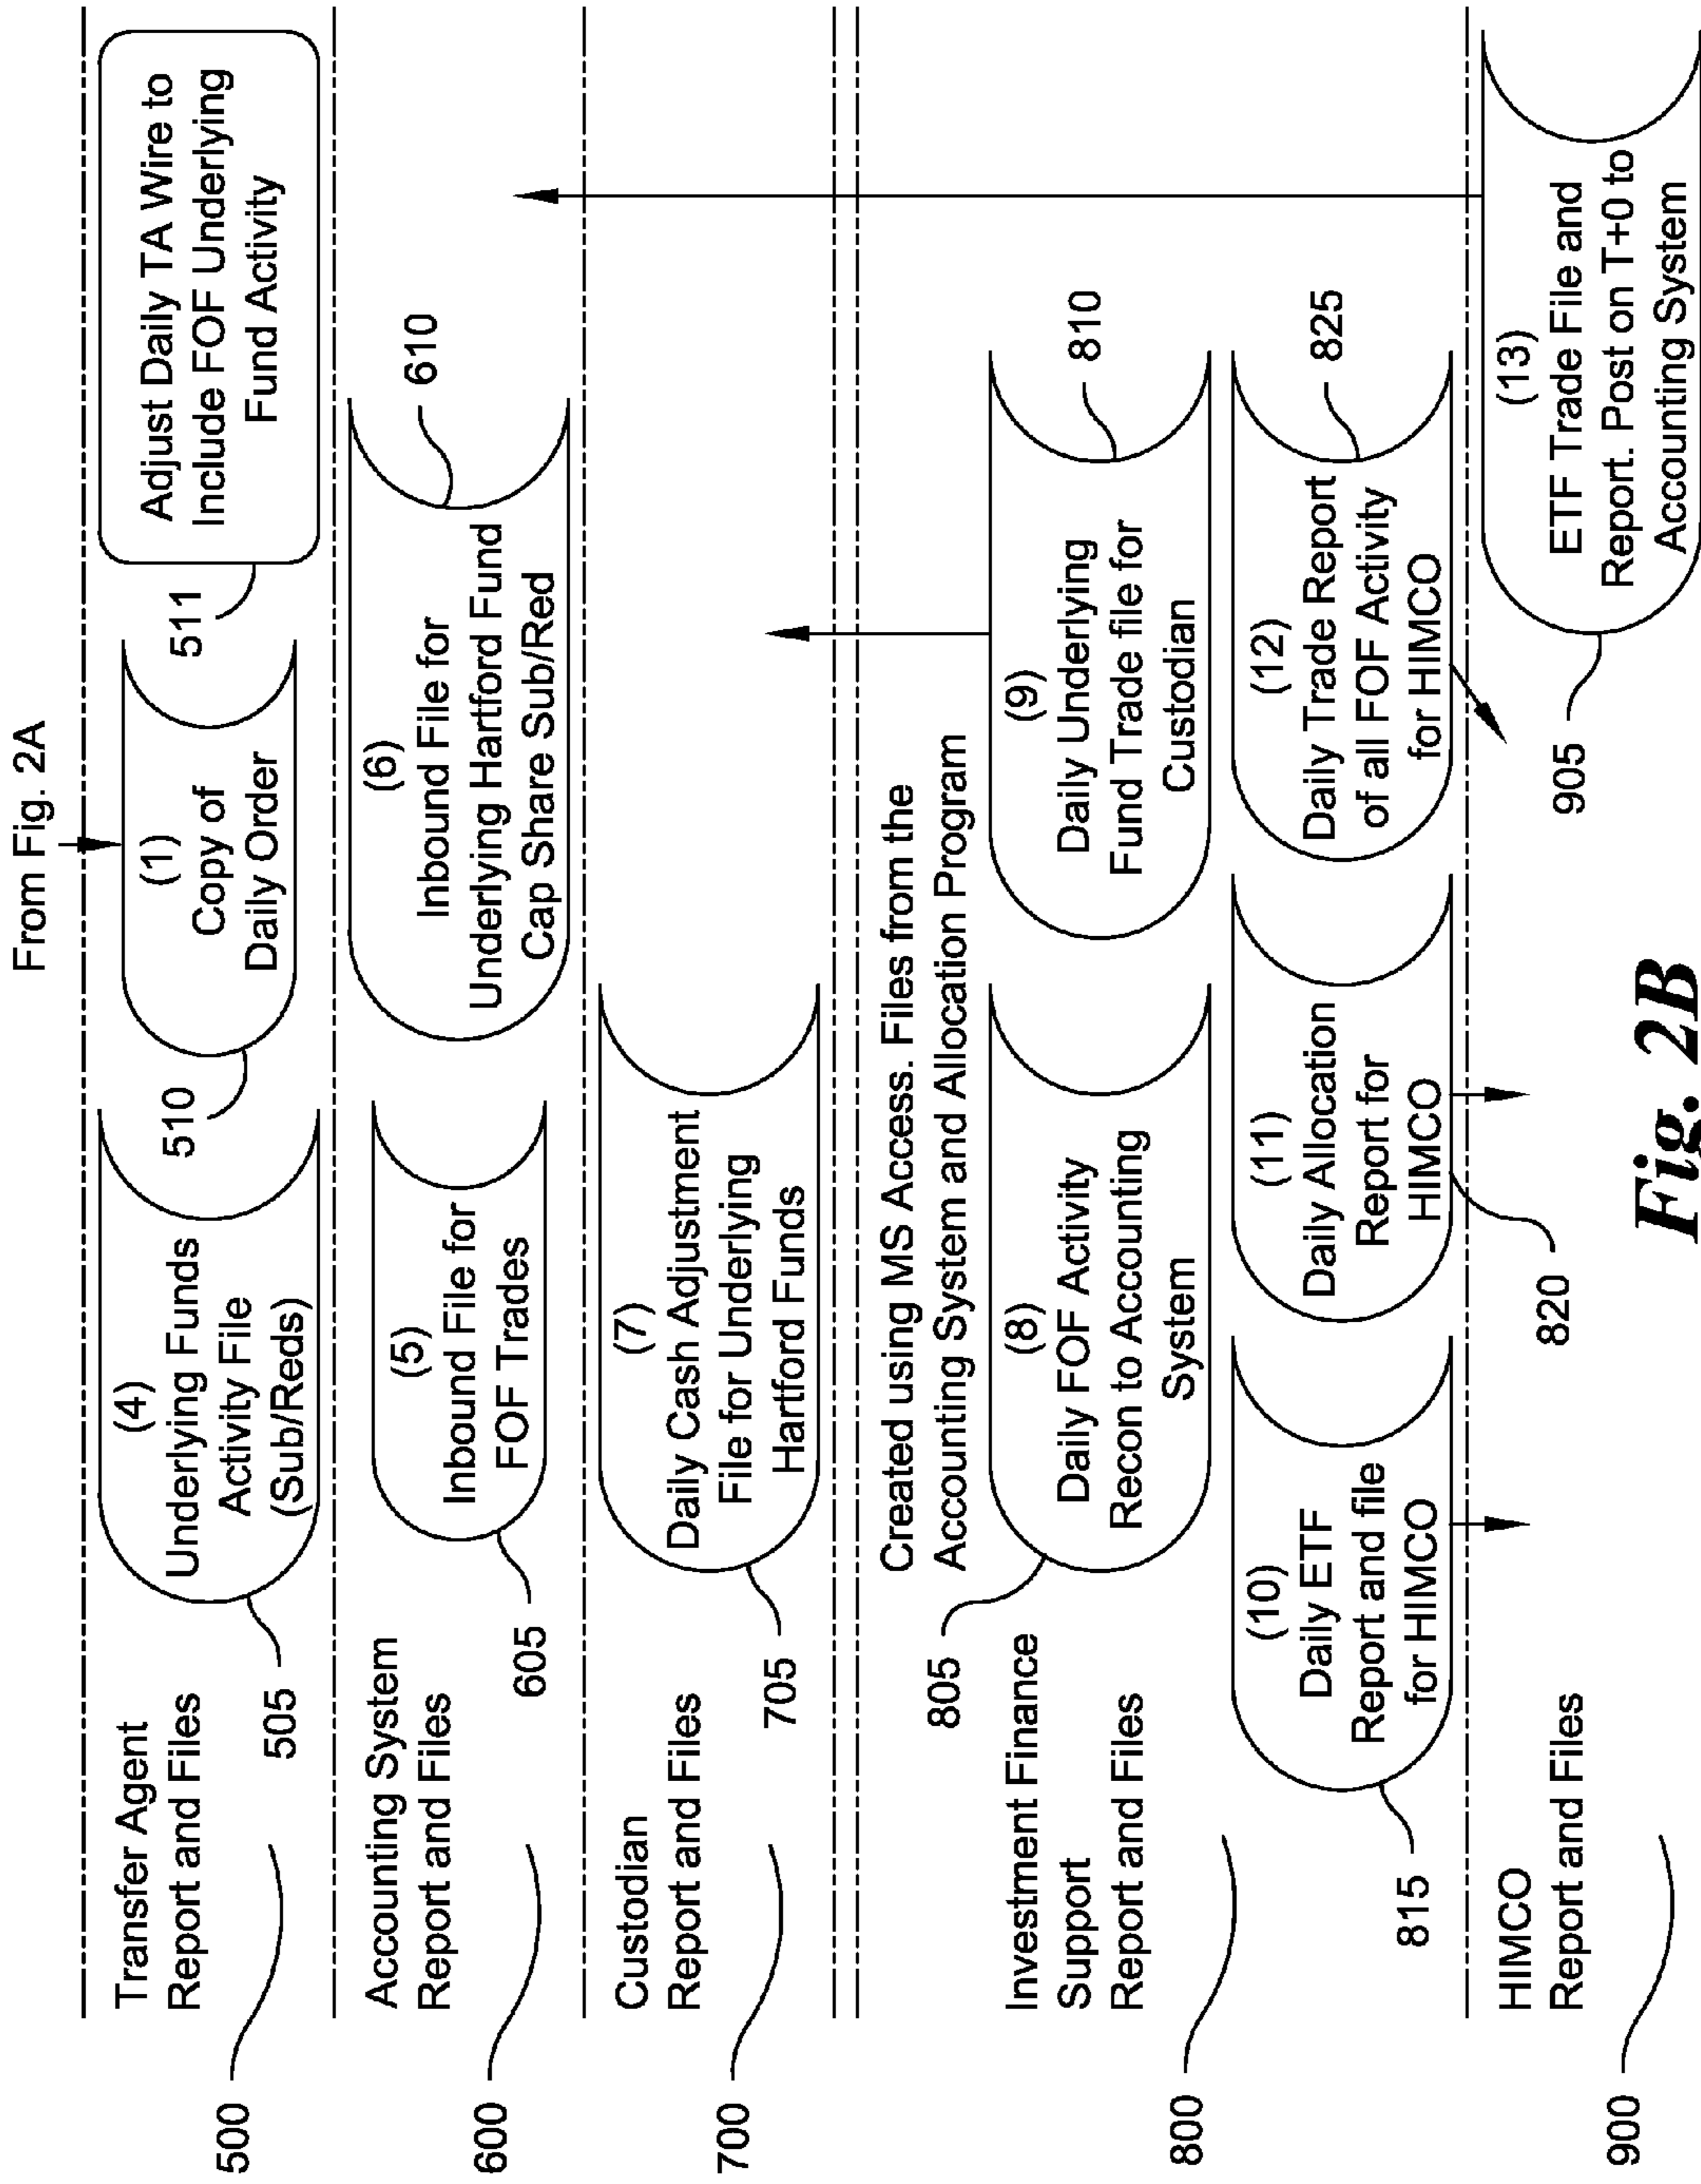 From Fig. 2A
500
Transfer Agent
Report and Files
505
(4)
Underlying Funds
Activity File
(Sub/Reds)
510
(1)
Copy of
Daily Order
511
Adjust Daily TA Wire to
Include FOF Underlying
Fund Activity
600
Accounting System
Report and Files
605
(5)
Inbound File for
FOF Trades
(6)
Inbound File for
Underlying Hartford Fund
Cap Share Sub/Red
610
700
Custodian
Report and Files
705
(7)
Daily Cash Adjustment
File for Underlying
Hartford Funds
Created using MS Access. Files from the
Accounting System and Allocation Program
800
Investment Finance
Support
Report and Files
805
(8)
Daily FOF Activity
Recon to Accounting
System
(9)
Daily Underlying
Fund Trade file for
Custodian
810
815
(10)
Daily ETF
Report and file
for HIMCO
(11)
Daily Allocation
Report for
HIMCO
820
(12)
Daily Trade Report
of all FOF Activity
for HIMCO
825
900
HIMCO
Report and Files
905
(13)
ETF Trade File and
Report. Post on T+0 to
Accounting System
Fig. 2B